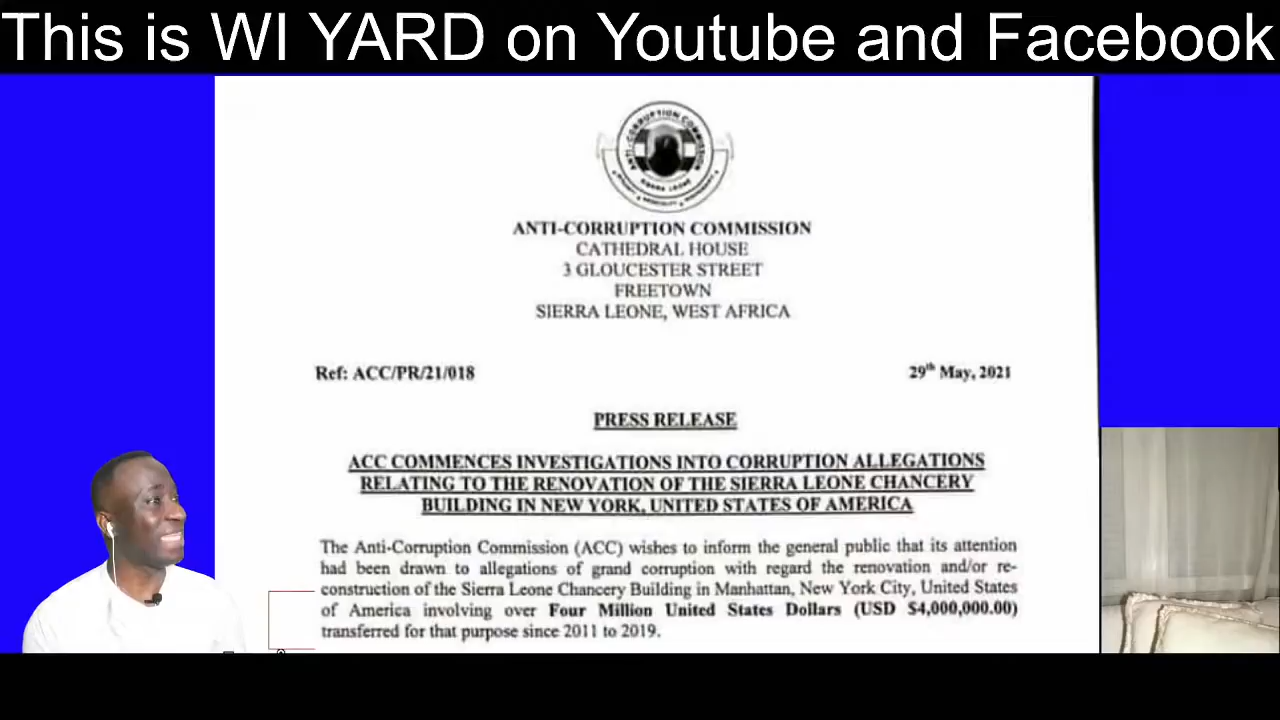 This is WI YARD on Youtube and Facebook
ANTI-CORRUPTION COMMISSION
SIERRA LEONE
ANTI-CORRUPTION COMMISSION
CATHEDRAL HOUSE
3 GLOUCESTER STREET
FREETOWN
SIERRA LEONE, WEST AFRICA
Ref: ACC/PR/21/018
29th May, 2021
PRESS RELEASE
ACC COMMENCES INVESTIGATIONS INTO CORRUPTION ALLEGATIONS
RELATING TO THE RENOVATION OF THE SIERRA LEONE CHANCERY
BUILDING IN NEW YORK, UNITED STATES OF AMERICA
The Anti-Corruption Commission (ACC) wishes to inform the general public that its attention
had been drawn to allegations of grand corruption with regard the renovation and/or re-
construction of the Sierra Leone Chancery Building in Manhattan, New York City, United States
of America involving over Four Million United States Dollars (USD $4,000,000.00)
transferred for that purpose since 2011 to 2019.